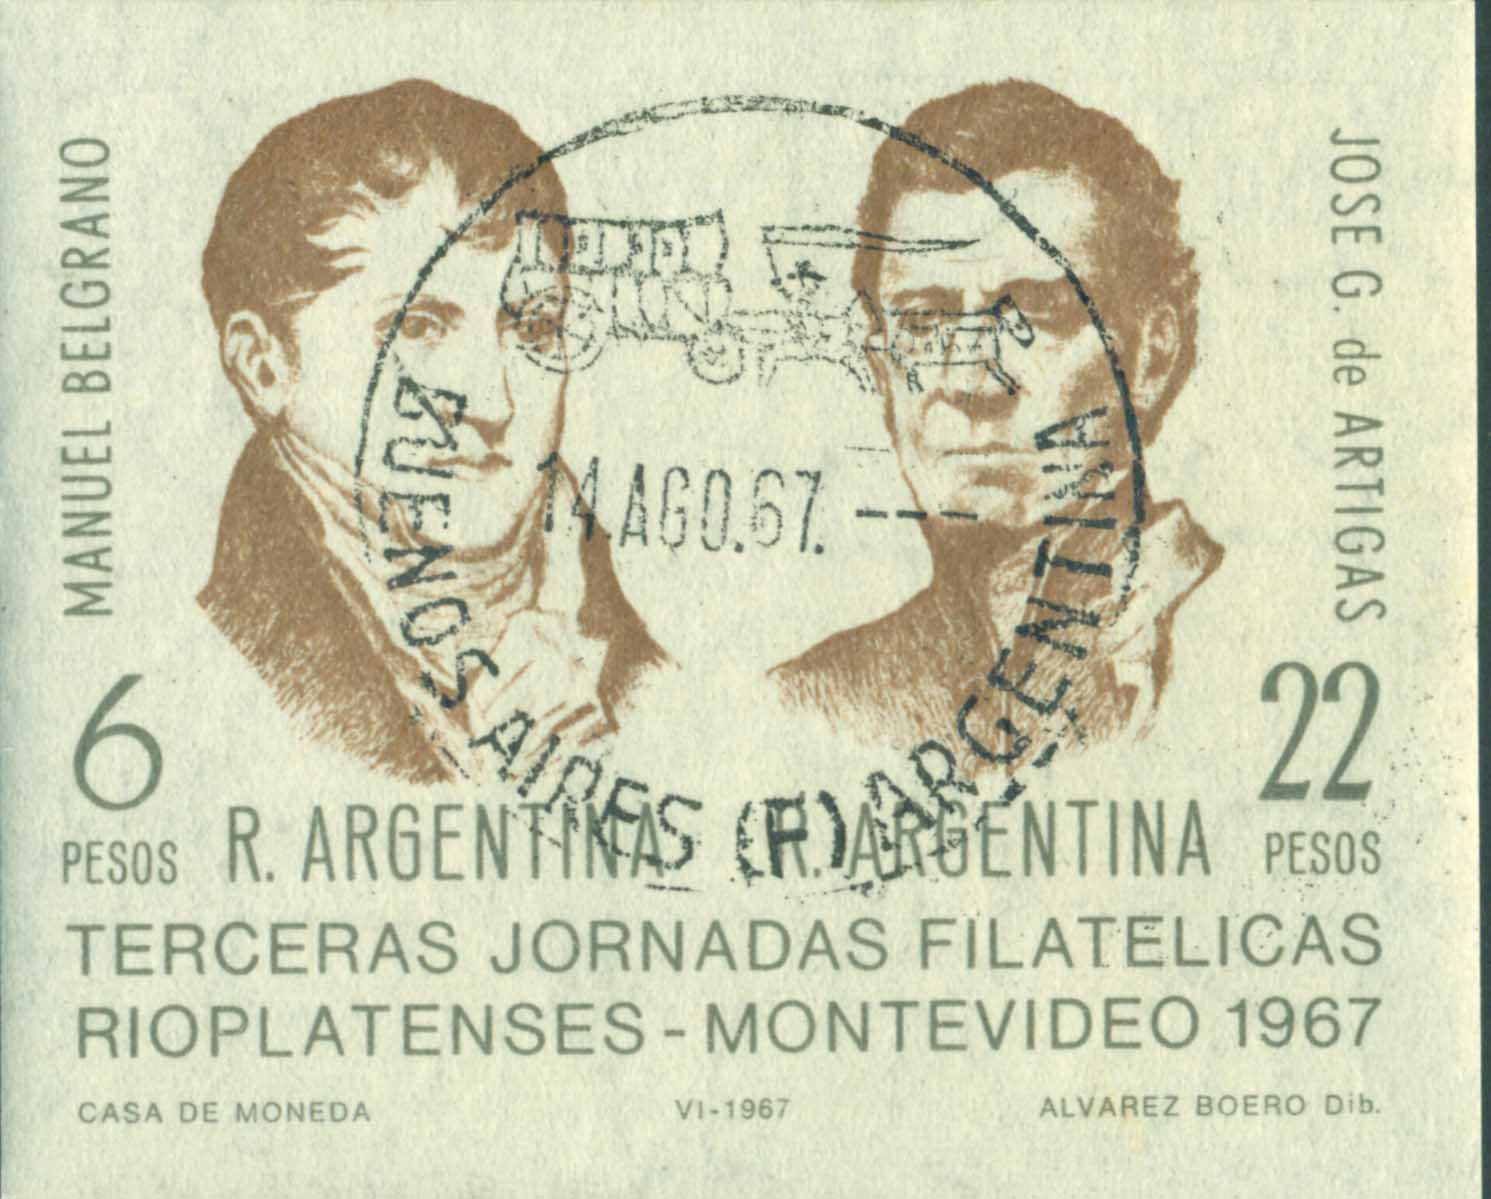 MANUEL BELGRANO
JOSE G. de ARTIGAS
BUENOS AIRES (F) ARGENTINA
14.AGO.67.
6
PESOS
R. ARGENTINA
R. ARGENTINA
22
PESOS
TERCERAS JORNADAS FILATELICAS
RIOPLATENSES - MONTEVIDEO 1967
CASA DE MONEDA
VI-1967
ALVAREZ BOERO Dib.